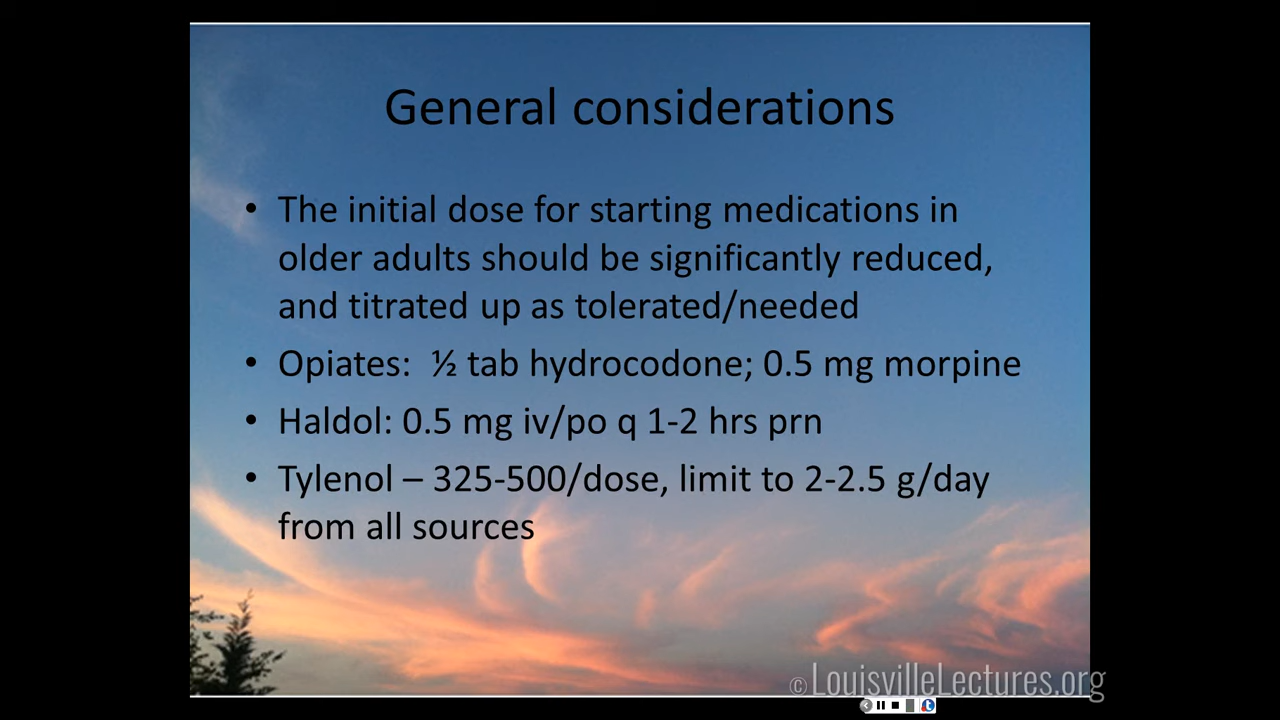 General considerations
• The initial dose for starting medications in
older adults should be significantly reduced,
and titrated up as tolerated/needed
• Opiates: ½ tab hydrocodone; 0.5 mg morpine
• Haldol: 0.5 mg iv/po q 1-2 hrs prn
• Tylenol – 325-500/dose, limit to 2-2.5 g/day
from all sources
© LouisvilleLectures.org